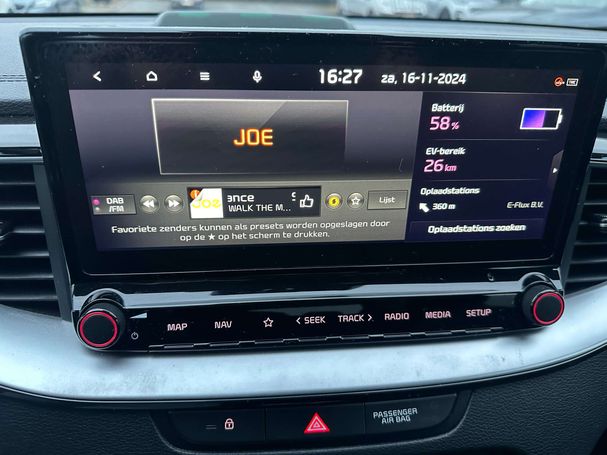 16:27 za, 16-11-2024
JOE
Batterij
58 %
EV-bereik
26 km
Oplaadstations
360 m E-Flux B.V.
Oplaadstations zoeken
DAB
/FM
ance
WALK THE M...
Lijst
Favoriete zenders kunnen als presets worden opgeslagen door
op de ★ op het scherm te drukken.
MAP NAV ☆ < SEEK TRACK > RADIO MEDIA SETUP
PASSENGER
AIR BAG